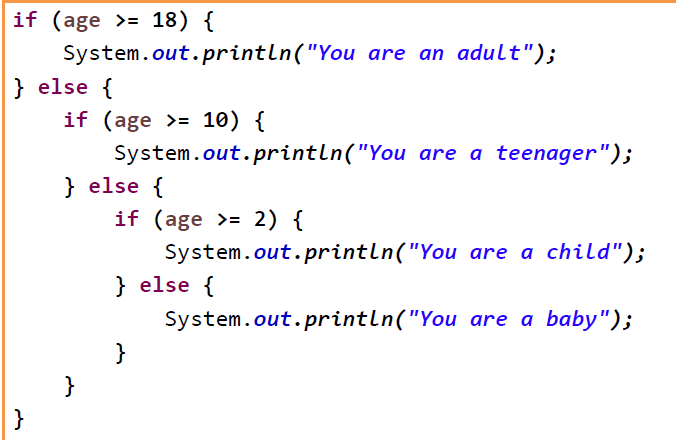 if (age >= 18) {
    System.out.println("You are an adult");
} else {
    if (age >= 10) {
        System.out.println("You are a teenager");
    } else {
        if (age >= 2) {
            System.out.println("You are a child");
        } else {
            System.out.println("You are a baby");
        }
    }
}